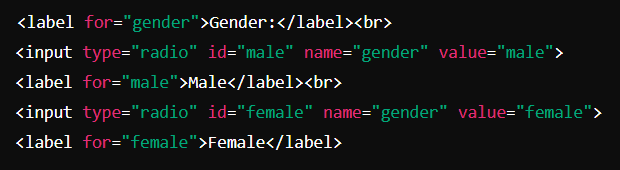 <label for="gender">Gender:</label><br>
<input type="radio" id="male" name="gender" value="male">
<label for="male">Male</label><br>
<input type="radio" id="female" name="gender" value="female">
<label for="female">Female</label>